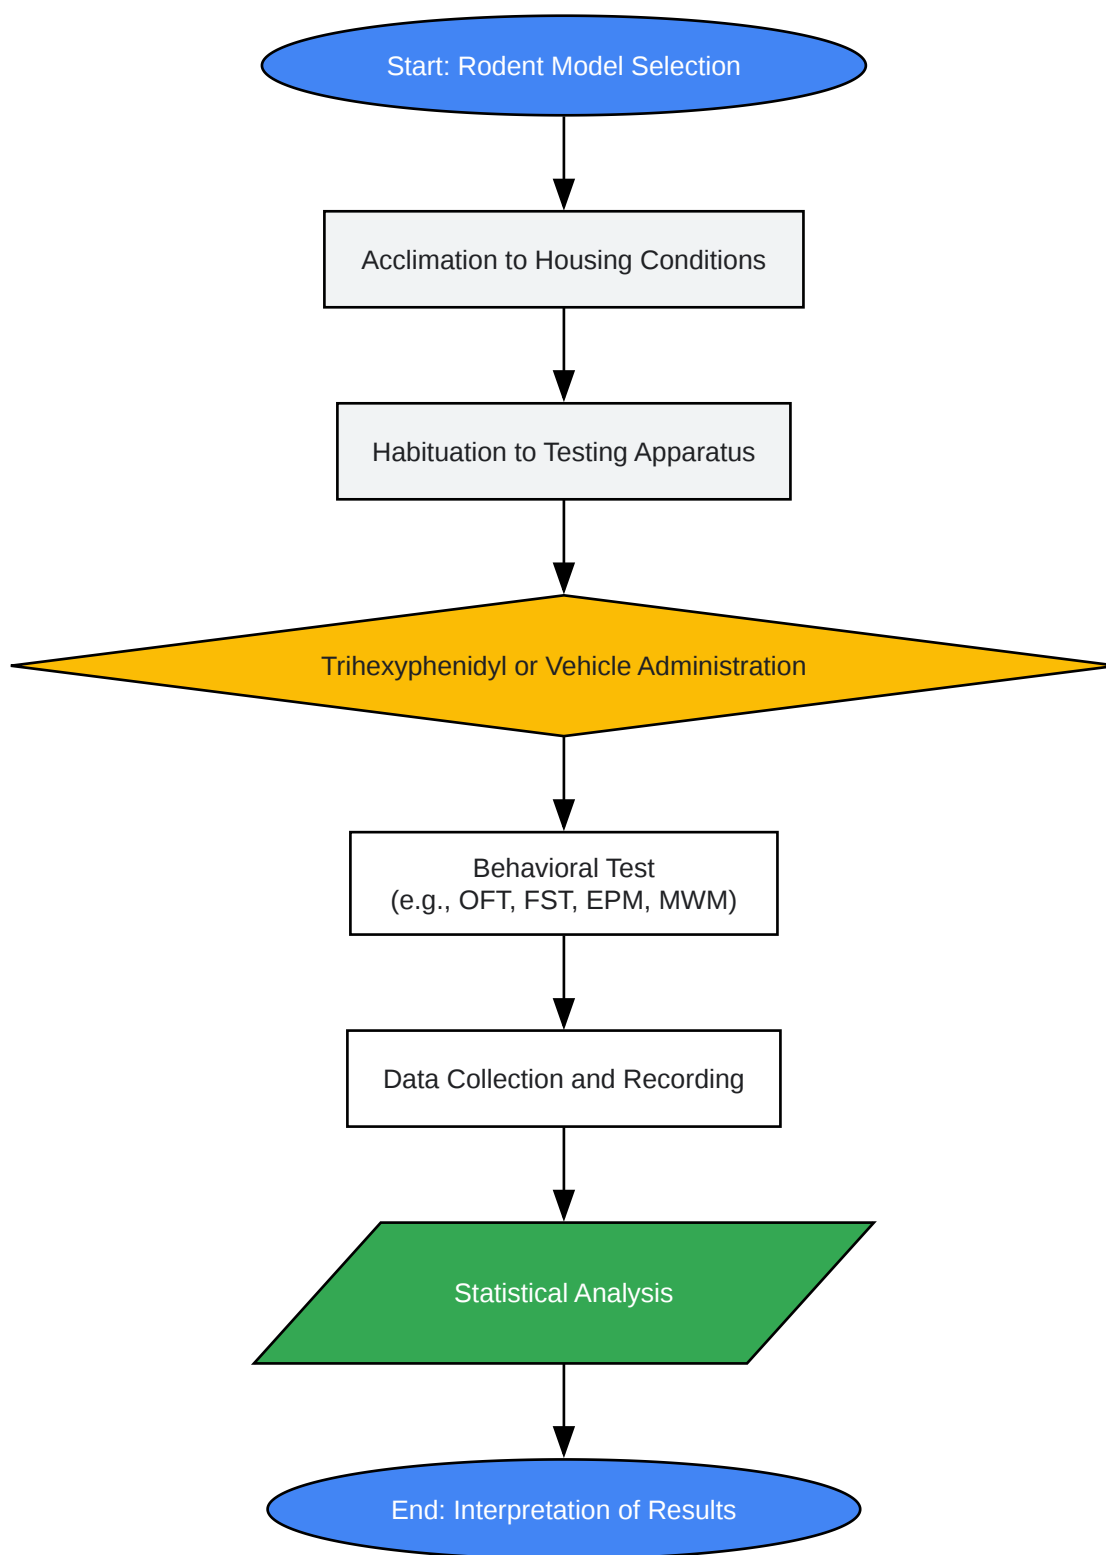 Start: Rodent Model Selection
Acclimation to Housing Conditions
Habituation to Testing Apparatus
Trihexyphenidyl or Vehicle Administration
Behavioral Test
(e.g., OFT, FST, EPM, MWM)
Data Collection and Recording
Statistical Analysis
End: Interpretation of Results